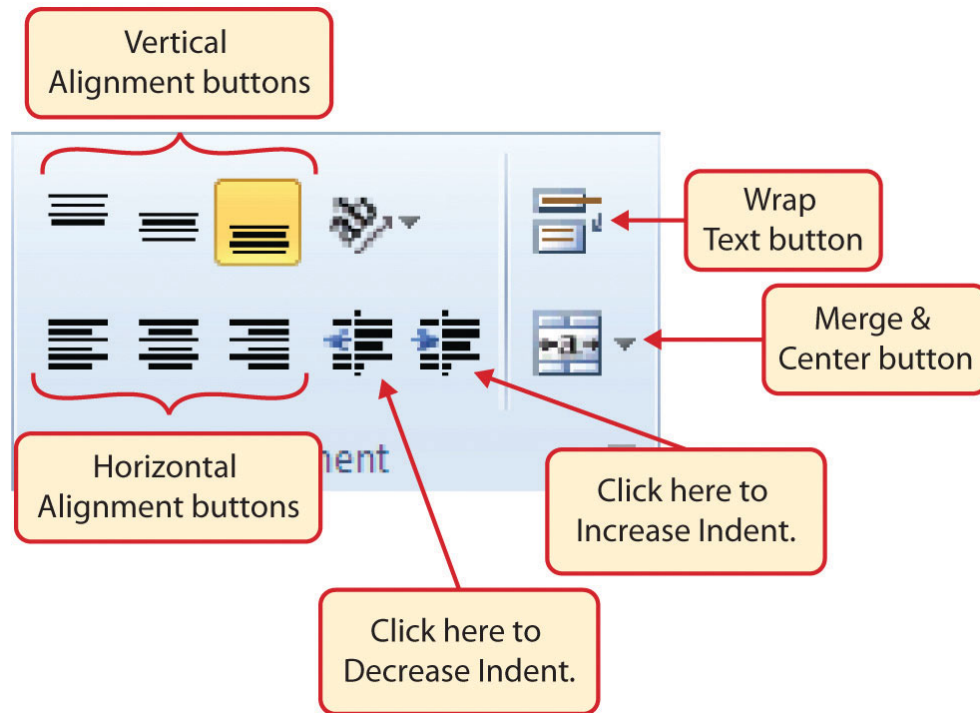 Vertical
Alignment buttons
Wrap
Text button
a
Merge &
Center button
Horizontal
Alignment buttons
Click here to
Increase Indent.
Click here to
Decrease Indent.